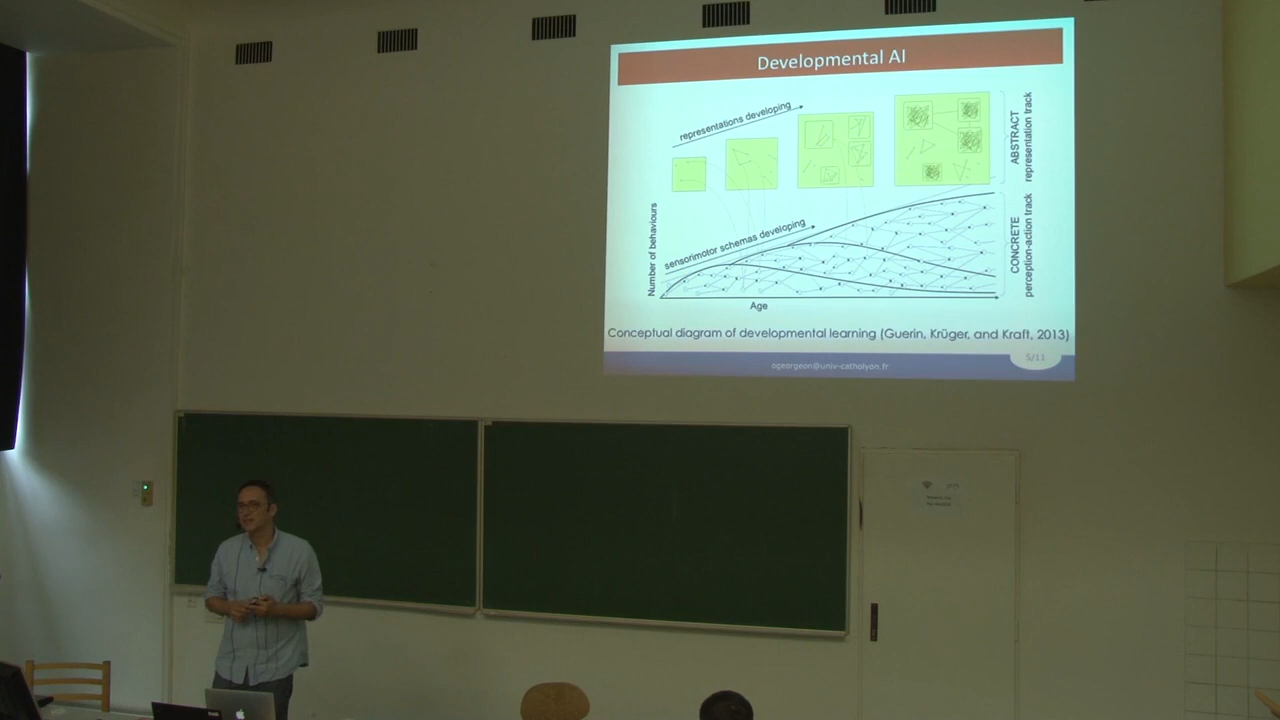 Developmental AI
representations developing
ABSTRACT
representation track
sensorimotor schemas developing
Number of behaviours
CONCRETE
perception-action track
Age
Conceptual diagram of developmental learning (Guerin, Krüger, and Kraft, 2013)
ogeorgeon@univ-catholyon.fr
5/11